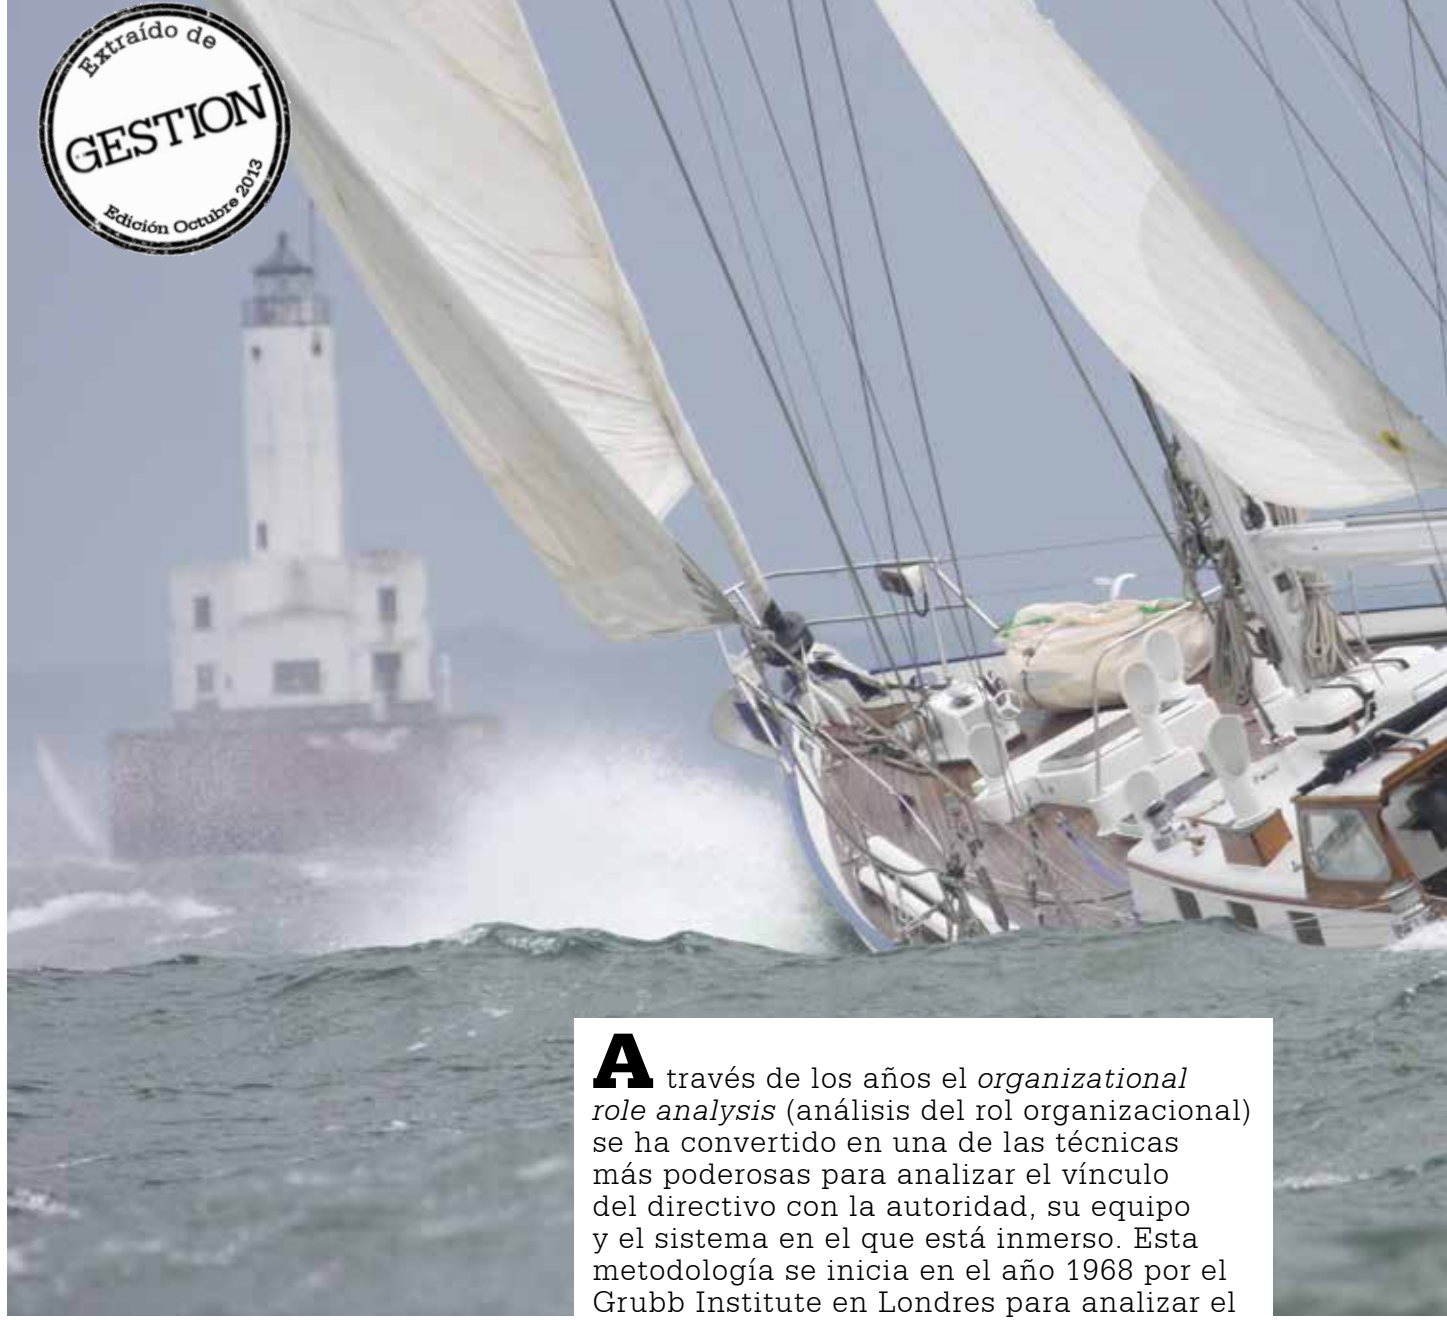 Extraído de
GESTION
Edición Octubre 2013
A través de los años el organizational
role analysis (análisis del rol organizacional)
se ha convertido en una de las técnicas
más poderosas para analizar el vínculo
del directivo con la autoridad, su equipo
y el sistema en el que está inmerso. Esta
metodología se inicia en el año 1968 por el
Grubb Institute en Londres para analizar el